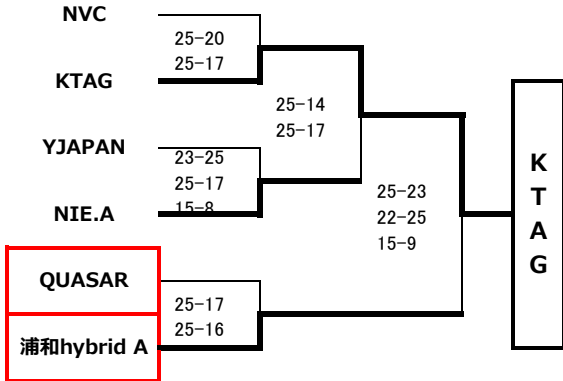 NVC
25-20
25-17
KTAG
25-14
25-17
YJAPAN
23-25
25-17
15-8
NIE.A
25-23
22-25
15-9
KTAG
QUASAR
25-17
25-16
浦和hybrid A